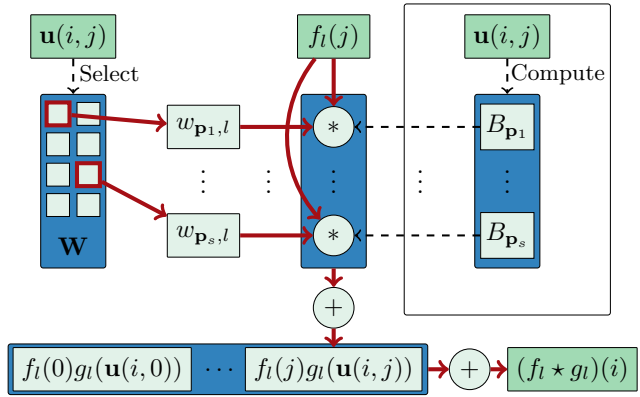 𝐮(i, j) f_l(j) 𝐮(i, j)
Select Compute
w_{𝐩_1,l} * B_{𝐩_1}
⋮ ⋮ ⋮ ⋮ ⋮
w_{𝐩_s,l} * B_{𝐩_s}
𝐖
+
f_l(0)g_l(𝐮(i, 0)) ⋯ f_l(j)g_l(𝐮(i, j)) + (f_l ⋆ g_l)(i)